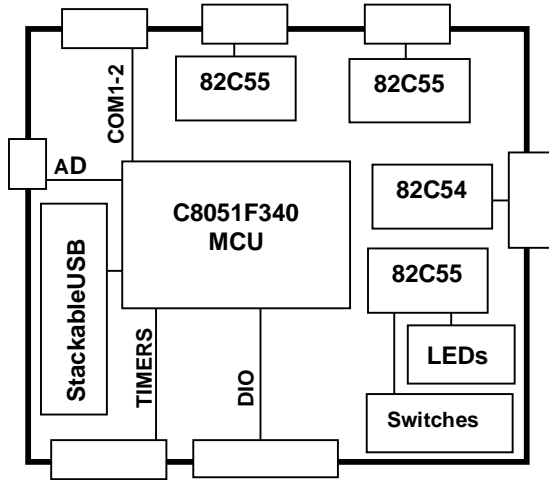 COM1-2
82C55
82C55
AD
C8051F340
MCU
82C54
82C55
StackableUSB
TIMERS
DIO
LEDs
Switches